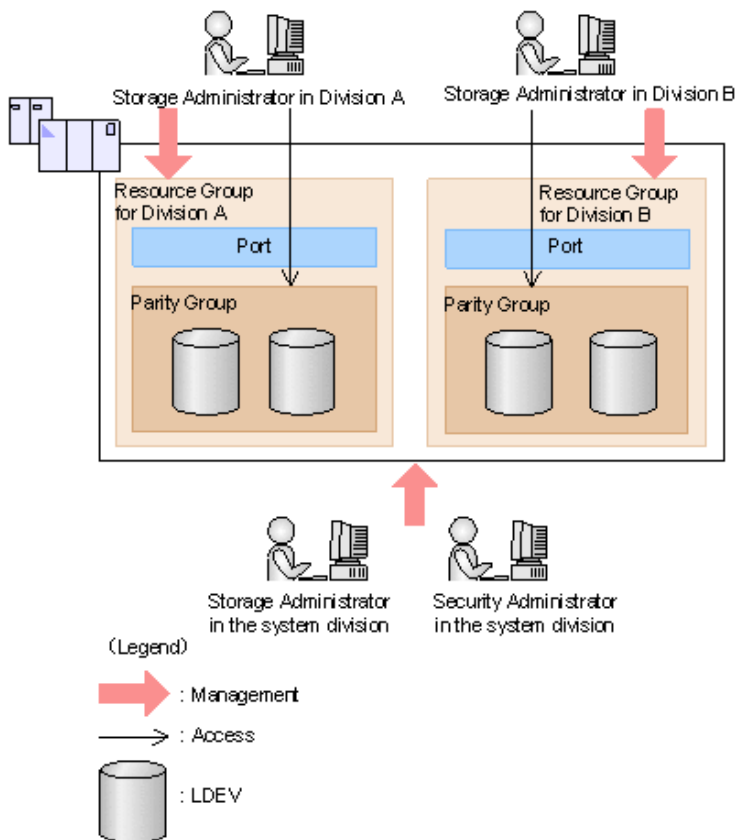 Storage Administrator in Division A
Storage Administrator in Division B
Resource Group
for Division A
Port
Parity Group
Resource Group
for Division B
Port
Parity Group
Storage Administrator
in the system division
Security Administrator
in the system division
(Legend)
: Management
: Access
: LDEV